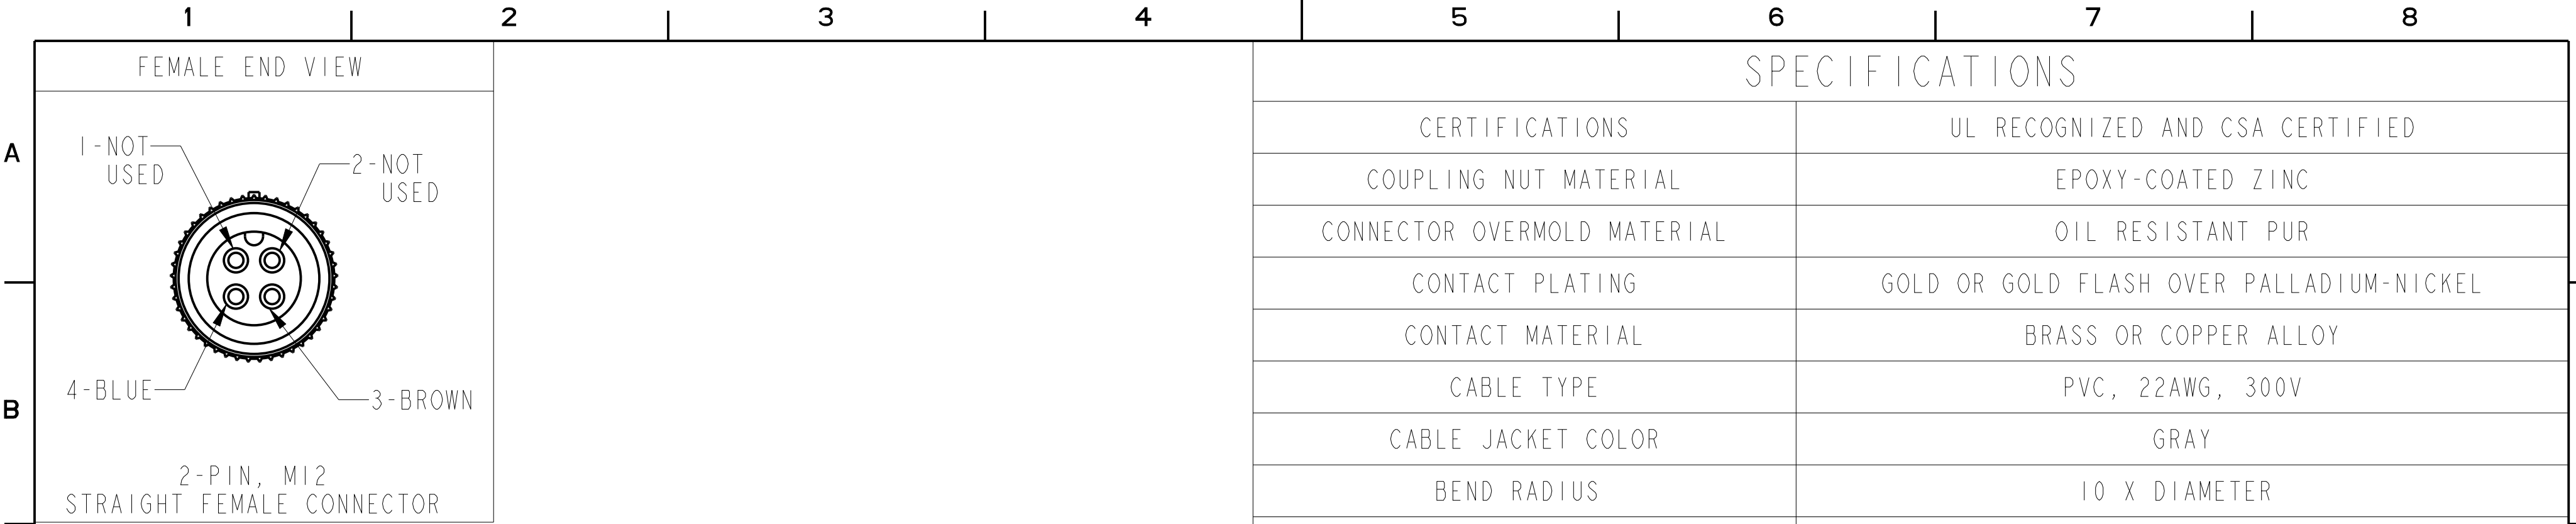 1 2 3 4 5 6 7 8
A
B
FEMALE END VIEW
1-NOT
USED
2-NOT
USED
4-BLUE
3-BROWN
2-PIN, M12
STRAIGHT FEMALE CONNECTOR
SPECIFICATIONS
CERTIFICATIONS UL RECOGNIZED AND CSA CERTIFIED
COUPLING NUT MATERIAL EPOXY-COATED ZINC
CONNECTOR OVERMOLD MATERIAL OIL RESISTANT PUR
CONTACT PLATING GOLD OR GOLD FLASH OVER PALLADIUM-NICKEL
CONTACT MATERIAL BRASS OR COPPER ALLOY
CABLE TYPE PVC, 22AWG, 300V
CABLE JACKET COLOR GRAY
BEND RADIUS 10 X DIAMETER